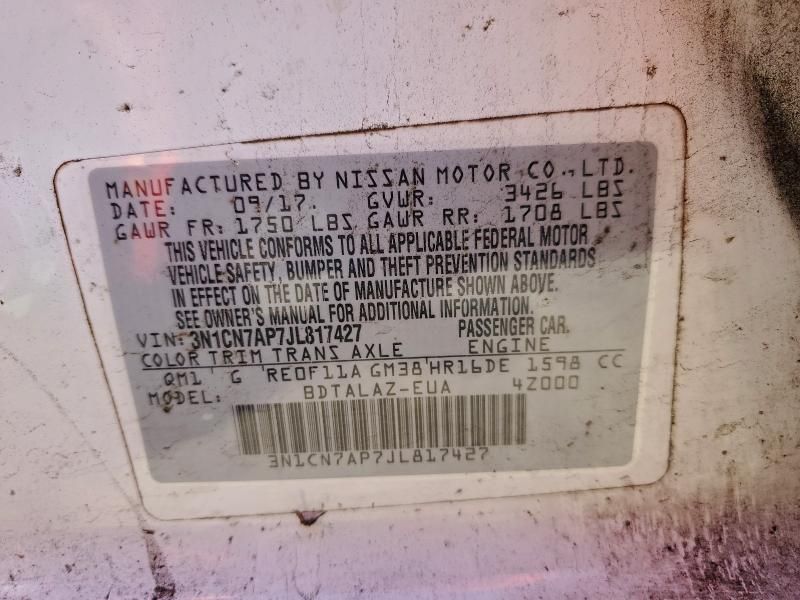 MANUFACTURED BY NISSAN MOTOR CO., LTD.
DATE: 09/17. GVWR: 3426 LBS
GAWR FR: 1750 LBS GAWR RR: 1708 LBS
THIS VEHICLE CONFORMS TO ALL APPLICABLE FEDERAL MOTOR
VEHICLE SAFETY, BUMPER AND THEFT PREVENTION STANDARDS
IN EFFECT ON THE DATE OF MANUFACTURE SHOWN ABOVE.
SEE OWNER'S MANUAL FOR ADDITIONAL INFORMATION.
VIN: 3N1CN7AP7JL817427 PASSENGER CAR.
COLOR TRIM TRANS AXLE ENGINE
QM1 G RE0F11A GM38 HR16DE 1598 CC
MODEL: BDTALAZ-EUA 4Z000
3N1CN7AP7JL817427